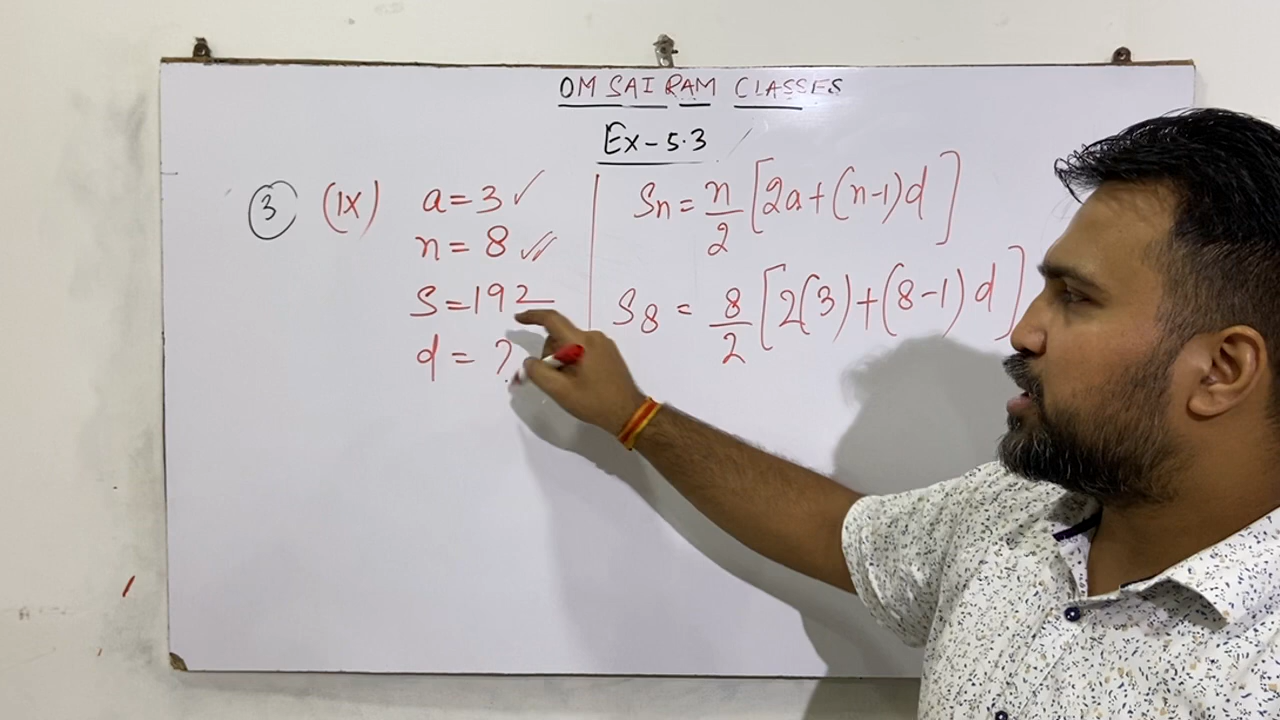 OM SAI RAM CLASSES
Ex-5.3
3 (IX) a=3 ✓
n=8 ✓✓
S=192
d=?
Sn = n/2 [2a+(n-1)d]
S8 = 8/2 [2(3)+(8-1)d]